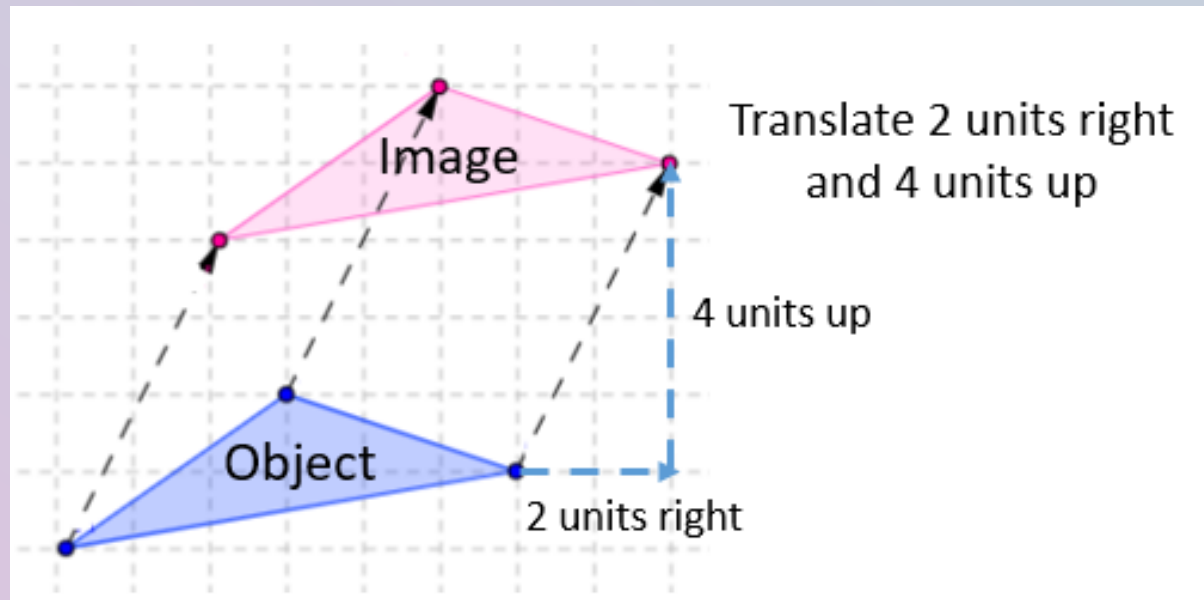 Image
Translate 2 units right
and 4 units up
4 units up
Object
2 units right